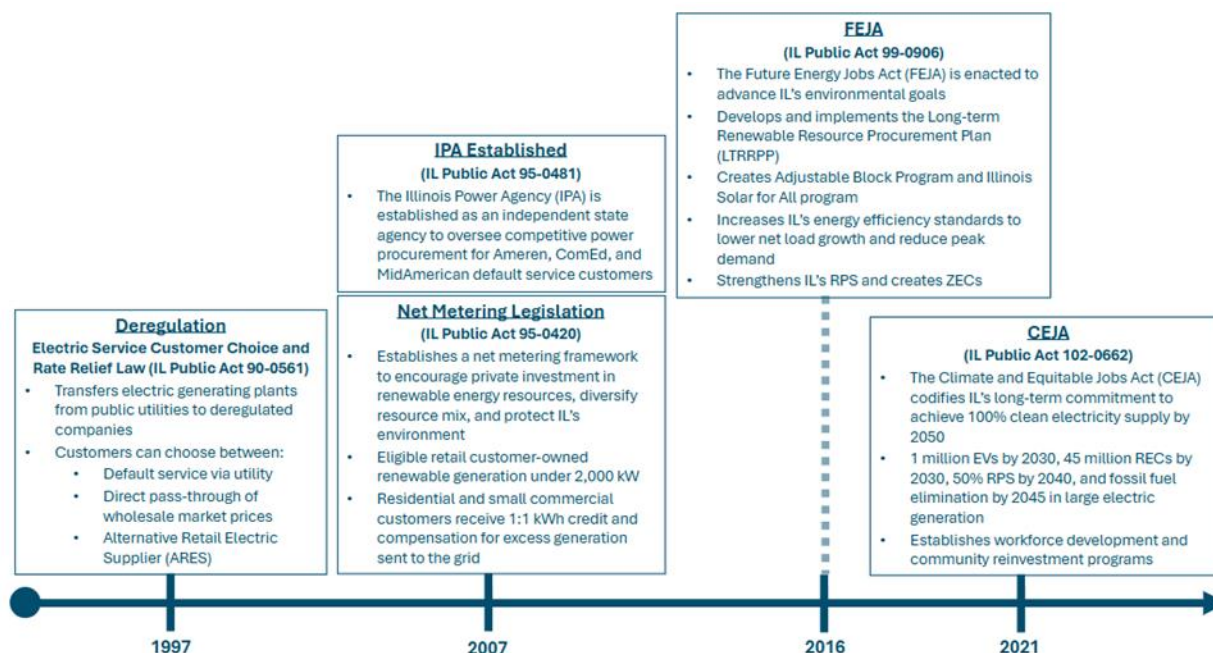 Deregulation
Electric Service Customer Choice and
Rate Relief Law (IL Public Act 90-0561)
• Transfers electric generating plants
from public utilities to deregulated
companies
• Customers can choose between:
• Default service via utility
• Direct pass-through of
wholesale market prices
• Alternative Retail Electric
Supplier (ARES)
IPA Established
(IL Public Act 95-0481)
• The Illinois Power Agency (IPA) is
established as an independent state
agency to oversee competitive power
procurement for Ameren, ComEd, and
MidAmerican default service customers
Net Metering Legislation
(IL Public Act 95-0420)
• Establishes a net metering framework
to encourage private investment in
renewable energy resources, diversify
resource mix, and protect IL's
environment
• Eligible retail customer-owned
renewable generation under 2,000 kW
• Residential and small commercial
customers receive 1:1 kWh credit and
compensation for excess generation
sent to the grid
FEJA
(IL Public Act 99-0906)
• The Future Energy Jobs Act (FEJA) is enacted to
advance IL's environmental goals
• Develops and implements the Long-term
Renewable Resource Procurement Plan
(LTRRPP)
• Creates Adjustable Block Program and Illinois
Solar for All program
• Increases IL's energy efficiency standards to
lower net load growth and reduce peak
demand
• Strengthens IL's RPS and creates ZECs
CEJA
(IL Public Act 102-0662)
• The Climate and Equitable Jobs Act (CEJA)
codifies IL's long-term commitment to
achieve 100% clean electricity supply by
2050
• 1 million EVs by 2030, 45 million RECs by
2030, 50% RPS by 2040, and fossil fuel
elimination by 2045 in large electric
generation
• Establishes workforce development and
community reinvestment programs
1997
2007
2016
2021